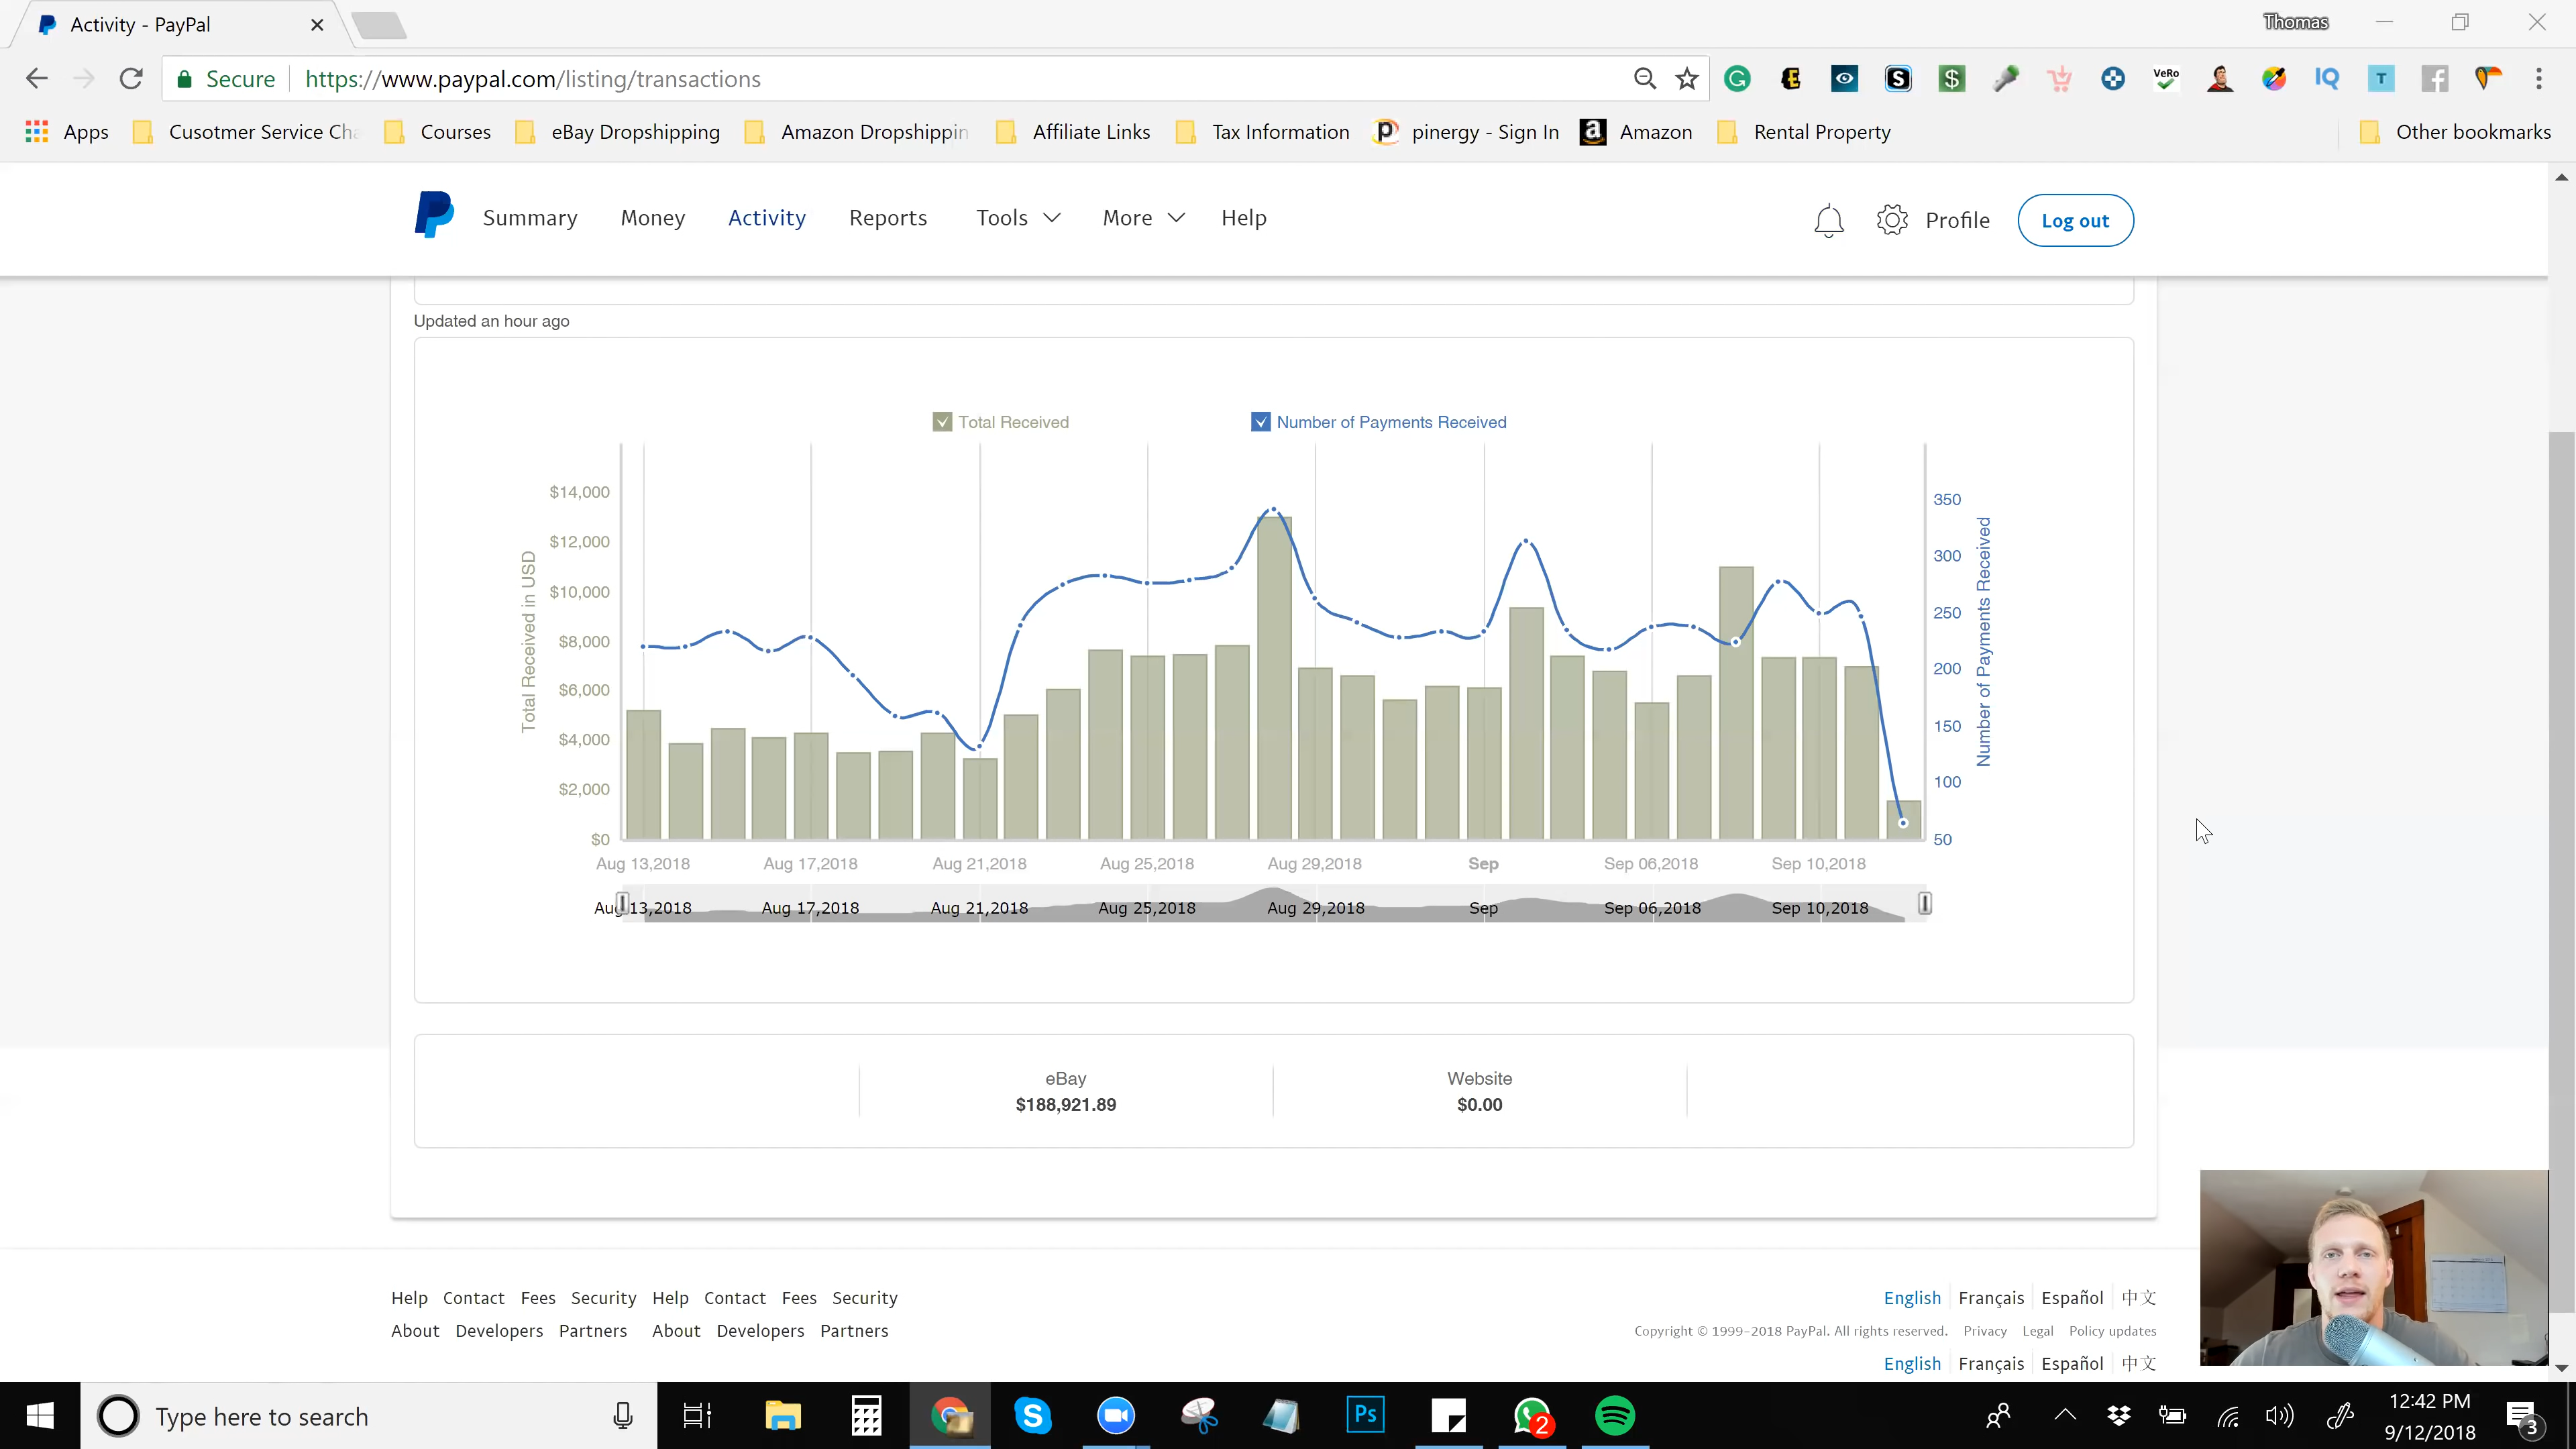 Activity - PayPal
Thomas
Secure https://www.paypal.com/listing/transactions
VeRo
IQ
T
Apps Cusotmer Service Cha Courses eBay Dropshipping Amazon Dropshippin Affiliate Links Tax Information pinergy - Sign In Amazon Rental Property Other bookmarks
Summary Money Activity Reports Tools More Help Profile Log out
Updated an hour ago
Total Received Number of Payments Received
Total Received in USD
$14,000
$12,000
$10,000
$8,000
$6,000
$4,000
$2,000
$0
350
300
250
200
150
100
50
Number of Payments Received
Aug 13,2018 Aug 17,2018 Aug 21,2018 Aug 25,2018 Aug 29,2018 Sep Sep 06,2018 Sep 10,2018
Aug 13,2018 Aug 17,2018 Aug 21,2018 Aug 25,2018 Aug 29,2018 Sep Sep 06,2018 Sep 10,2018
eBay Website
$188,921.89 $0.00
Help Contact Fees Security Help Contact Fees Security
About Developers Partners About Developers Partners
English Français Español 中文
Copyright © 1999-2018 PayPal. All rights reserved. Privacy Legal Policy updates
English Français Español 中文
Type here to search
Ps
2
12:42 PM
9/12/2018
3